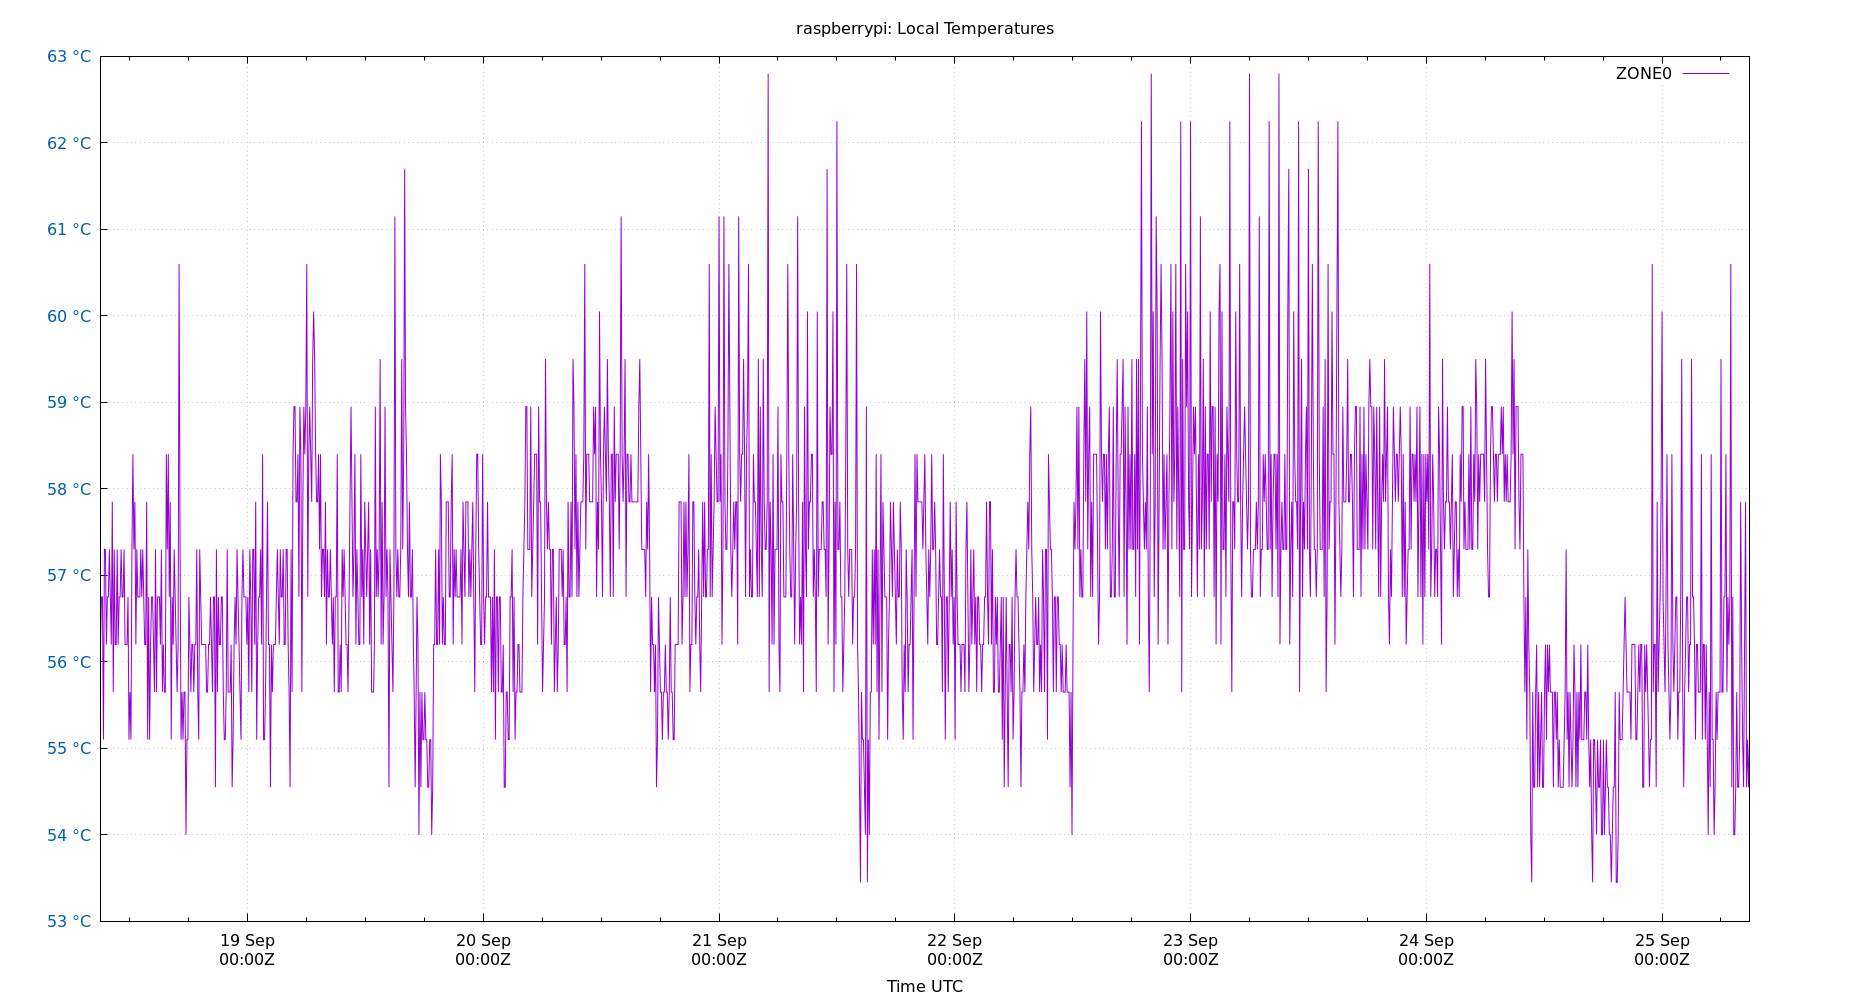 raspberrypi: Local Temperatures
63 °C
62 °C
61 °C
60 °C
59 °C
58 °C
57 °C
56 °C
55 °C
54 °C
53 °C
ZONE0
19 Sep
00:00Z
20 Sep
00:00Z
21 Sep
00:00Z
22 Sep
00:00Z
23 Sep
00:00Z
24 Sep
00:00Z
25 Sep
00:00Z
Time UTC